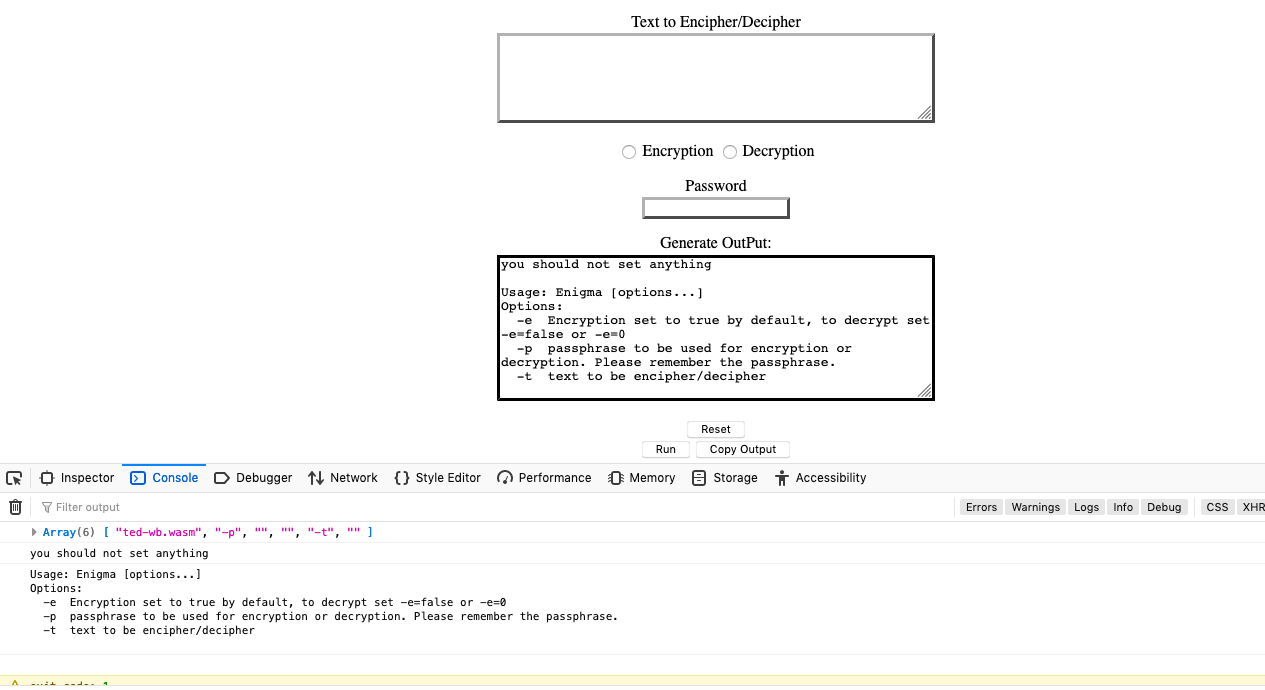 Text to Encipher/Decipher
Encryption Decryption
Password
Generate OutPut:
you should not set anything
Usage: Enigma [options...]
Options:
-e Encryption set to true by default, to decrypt set
-e=false or -e=0
-p passphrase to be used for encryption or
decryption. Please remember the passphrase.
-t text to be encipher/decipher
Reset
Run Copy Output
Inspector Console Debugger Network Style Editor Performance Memory Storage Accessibility
Filter output Errors Warnings Logs Info Debug CSS XHR
Array(6) [ "ted-wb.wasm", "-p", "", "", "-t", "" ]
you should not set anything
Usage: Enigma [options...]
Options:
-e Encryption set to true by default, to decrypt set -e=false or -e=0
-p passphrase to be used for encryption or decryption. Please remember the passphrase.
-t text to be encipher/decipher
exit code: 1